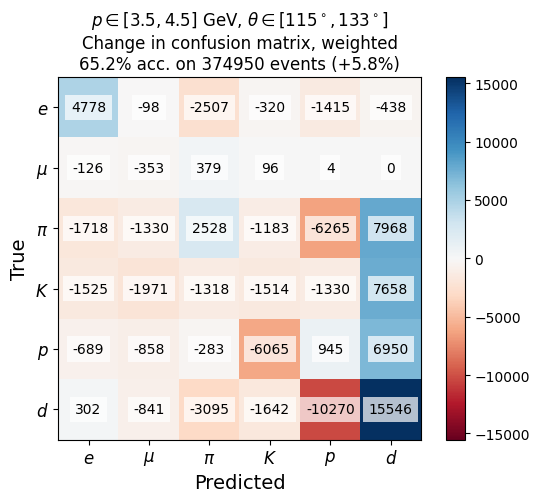 p ∈ [3.5, 4.5] GeV, θ ∈ [115°, 133°]
Change in confusion matrix, weighted
65.2% acc. on 374950 events (+5.8%)
e 4778 -98 -2507 -320 -1415 -438
μ -126 -353 379 96 4 0
π -1718 -1330 2528 -1183 -6265 7968
K -1525 -1971 -1318 -1514 -1330 7658
p -689 -858 -283 -6065 945 6950
d 302 -841 -3095 -1642 -10270 15546
e μ π K p d
True
Predicted
15000
10000
5000
0
−5000
−10000
−15000